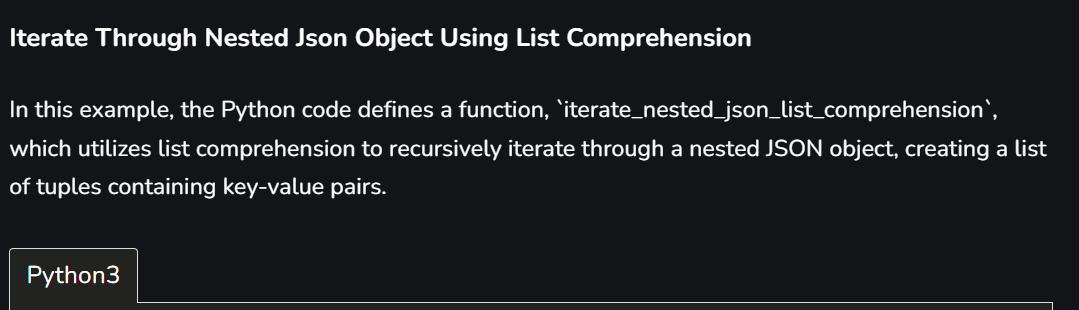 Iterate Through Nested Json Object Using List Comprehension
In this example, the Python code defines a function, `iterate_nested_json_list_comprehension`,
which utilizes list comprehension to recursively iterate through a nested JSON object, creating a list
of tuples containing key-value pairs.
Python3